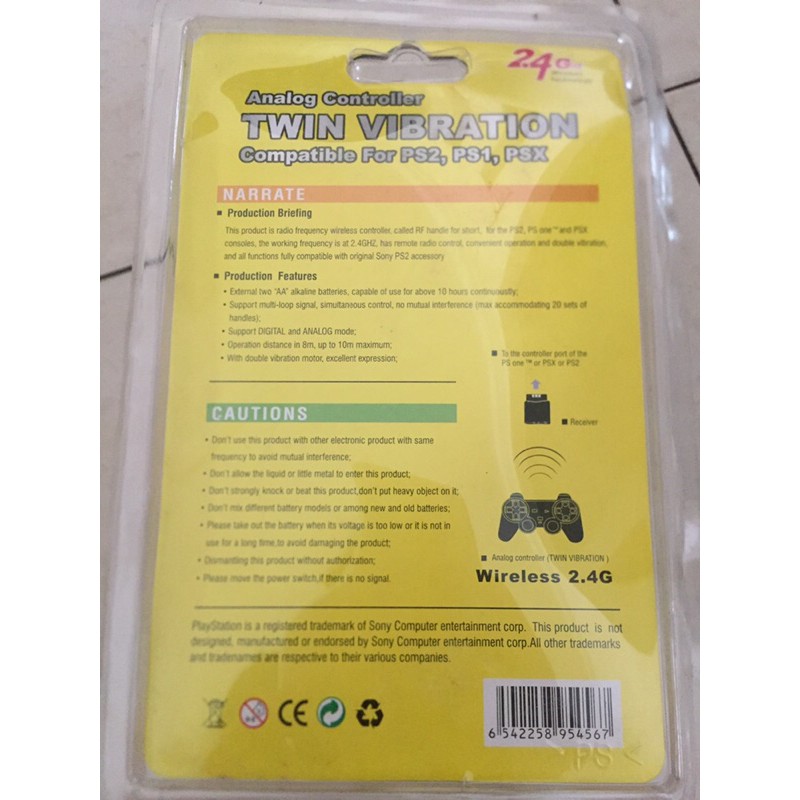 2.4G
Analog Controller
TWIN VIBRATION
Compatible For PS2, PS1, PSX
NARRATE
■ Production Briefing
This product is radio frequency wireless controller, called RF handle for short, for the PS2, PS one™ and PSX
consoles, the working frequency is at 2.4GHZ, has remote radio control, convenient operation and double vibration,
and all functions fully compatible with original Sony PS2 accessory
■ Production Features
• External two "AA" alkaline batteries, capable of use for above 10 hours continuously;
• Support multi-loop signal, simultaneous control, no mutual interference (max accommodating 20 sets of
handles);
• Support DIGITAL and ANALOG mode;
• Operation distance in 8m, up to 10m maximum;
• With double vibration motor, excellent expression;
■ To the controller port of the
PS one™ or PSX or PS2
■ Receiver
CAUTIONS
• Don't use this product with other electronic product with same
frequency to avoid mutual interference;
• Don't allow the liquid or little metal to enter this product;
• Don't strongly knock or beat this product,don't put heavy object on it;
• Don't mix different battery models or among new and old batteries;
• Please take out the battery when its voltage is too low or it is not in
use for a long time,to avoid damaging the product;
• Dismantling this product without authorization;
• Please move the power switch,if there is no signal.
■ Analog controller (TWIN VIBRATION)
Wireless 2.4G
PlayStation is a registered trademark of Sony Computer entertainment corp. This product is not
designed, manufactured or endorsed by Sony Computer entertainment corp.All other trademarks
and tradenames are respective to their various companies.
CE
6 542258 954567
PS